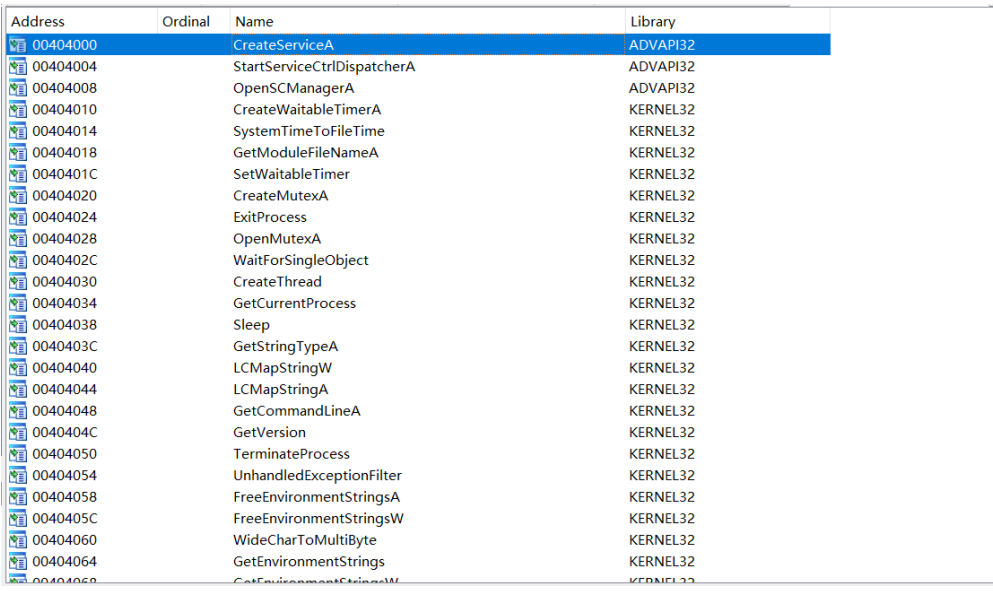 Address Ordinal Name Library
00404000 CreateServiceA ADVAPI32
00404004 StartServiceCtrlDispatcherA ADVAPI32
00404008 OpenSCManagerA ADVAPI32
00404010 CreateWaitableTimerA KERNEL32
00404014 SystemTimeToFileTime KERNEL32
00404018 GetModuleFileNameA KERNEL32
0040401C SetWaitableTimer KERNEL32
00404020 CreateMutexA KERNEL32
00404024 ExitProcess KERNEL32
00404028 OpenMutexA KERNEL32
0040402C WaitForSingleObject KERNEL32
00404030 CreateThread KERNEL32
00404034 GetCurrentProcess KERNEL32
00404038 Sleep KERNEL32
0040403C GetStringTypeA KERNEL32
00404040 LCMapStringW KERNEL32
00404044 LCMapStringA KERNEL32
00404048 GetCommandLineA KERNEL32
0040404C GetVersion KERNEL32
00404050 TerminateProcess KERNEL32
00404054 UnhandledExceptionFilter KERNEL32
00404058 FreeEnvironmentStringsA KERNEL32
0040405C FreeEnvironmentStringsW KERNEL32
00404060 WideCharToMultiByte KERNEL32
00404064 GetEnvironmentStrings KERNEL32
00404068 GetEnvironmentStringsW KERNEL32